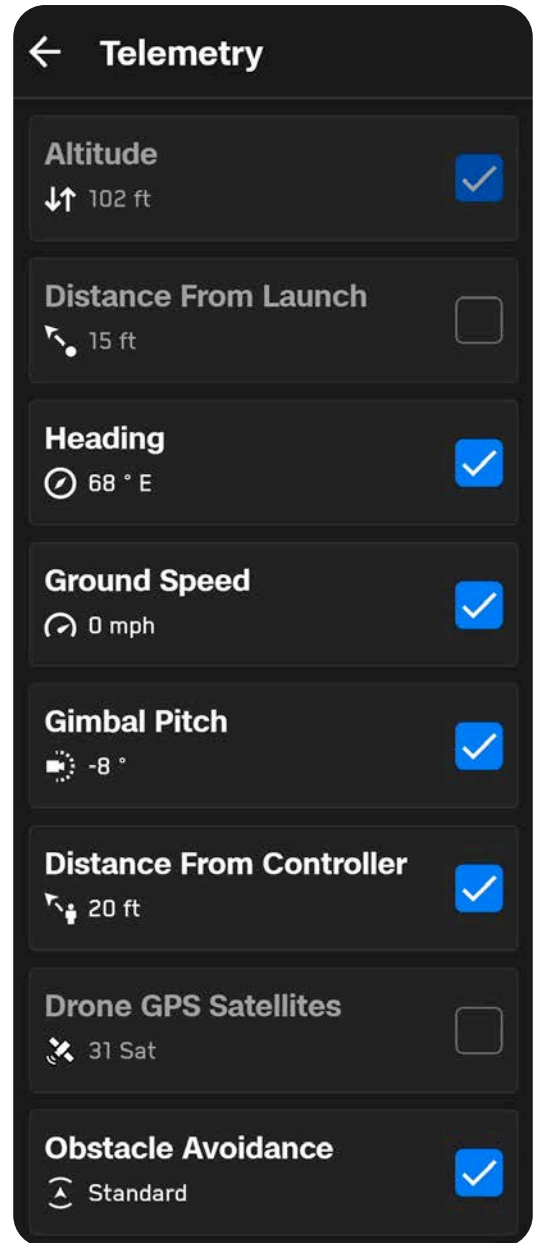 Telemetry
Altitude
102 ft
Distance From Launch
15 ft
Heading
68 ° E
Ground Speed
0 mph
Gimbal Pitch
-8 °
Distance From Controller
20 ft
Drone GPS Satellites
31 Sat
Obstacle Avoidance
Standard